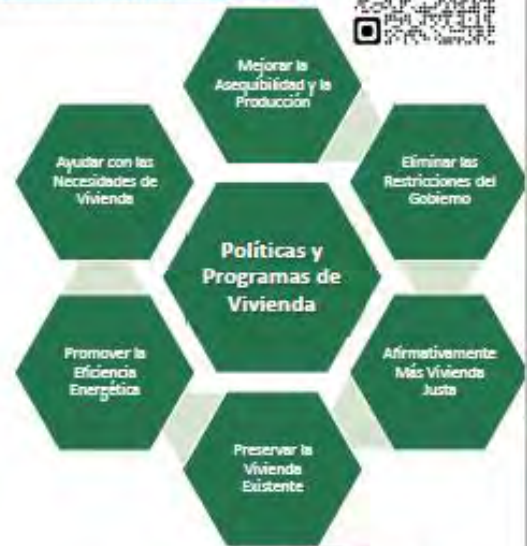 Mejorar la
Asequibilidad y la
Producción
Ayudar con las
Necesidades de
Vivienda
Eliminar las
Restricciones del
Gobierno
Políticas y
Programas de
Vivienda
Promover la
Eficiencia
Energética
Afirmativamente
Más Vivienda
Justa
Preservar la
Vivienda
Existente